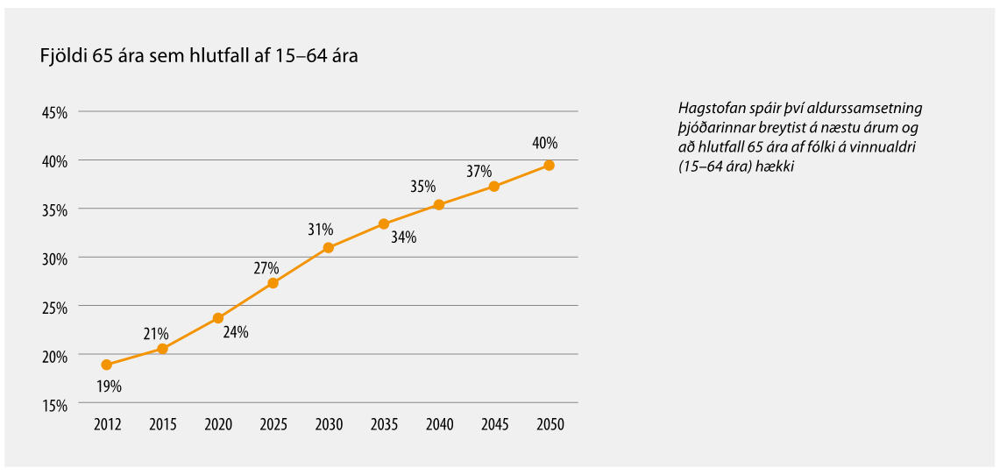 Fjöldi 65 ára sem hlutfall af 15–64 ára
Hagstofan spáir því aldurssamsetning
þjóðarinnar breytist á næstu árum og
að hlutfall 65 ára af fólki á vinnualdri
(15–64 ára) hækki
45%
40%
35%
30%
25%
20%
15%
19%
21%
24%
27%
31%
34%
35%
37%
40%
2012 2015 2020 2025 2030 2035 2040 2045 2050